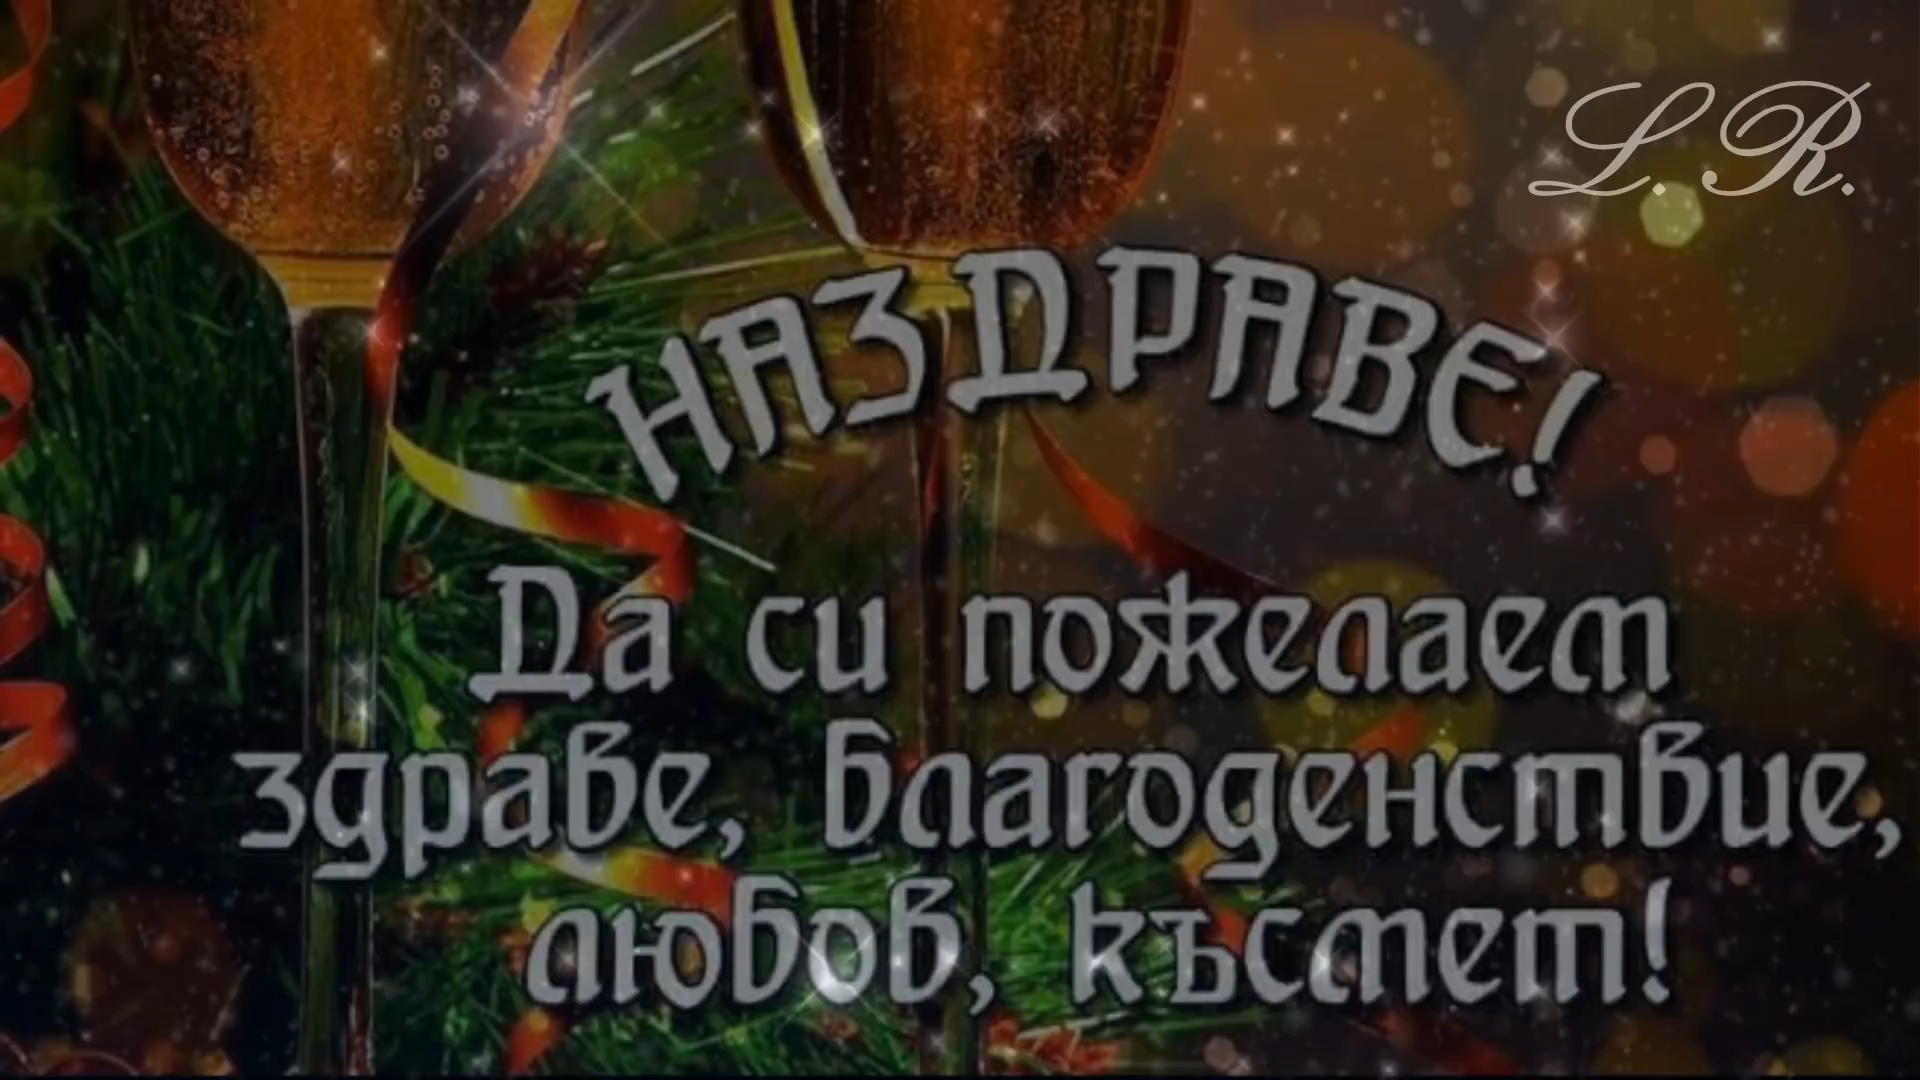 L.R.
НАЗДРАВЕ!
Да си пожелаем
здраве, благоденствие,
любов, късмет!